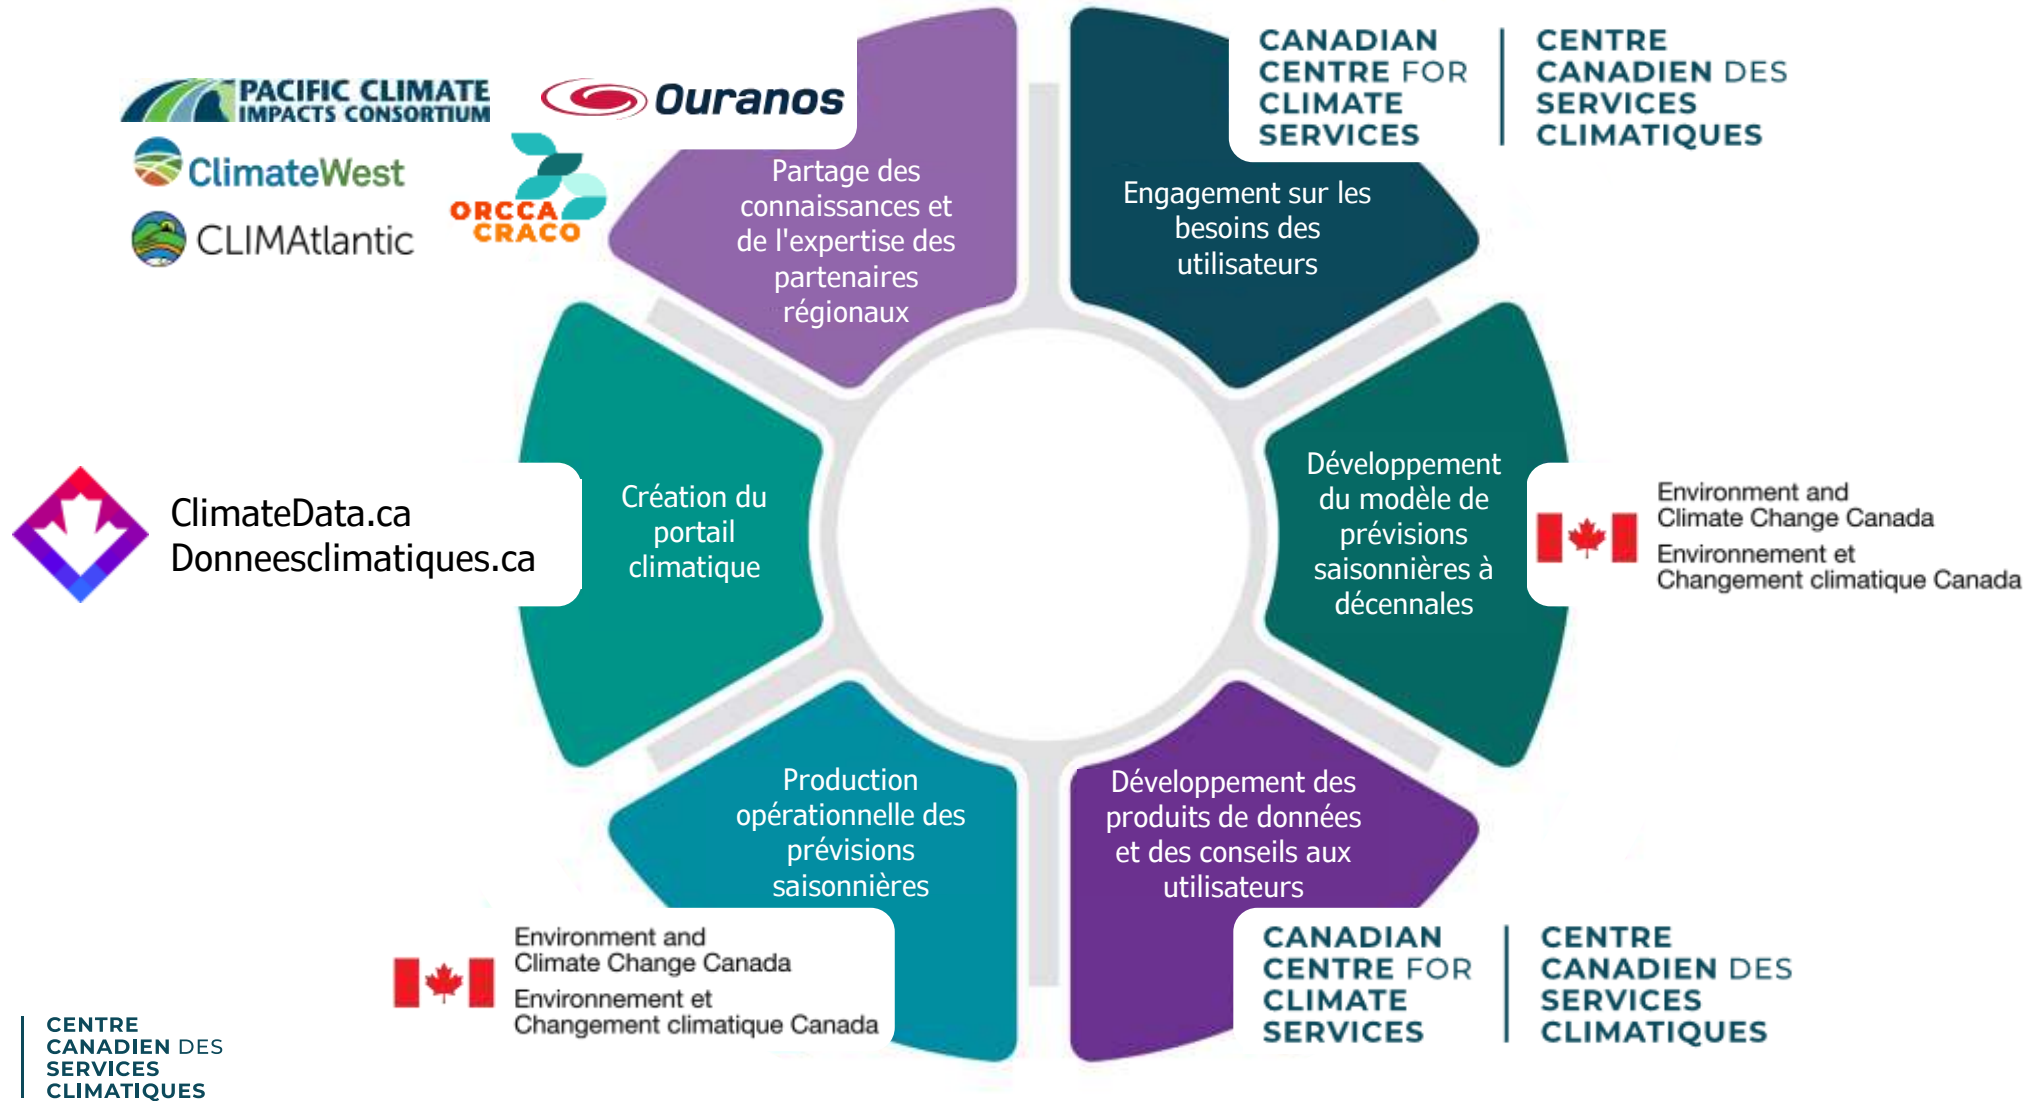 PACIFIC CLIMATE
IMPACTS CONSORTIUM
Ouranos
ClimateWest
ORCCA
CRACO
CLIMAtlantic
Partage des
connaissances et
de l'expertise des
partenaires
régionaux
CANADIAN
CENTRE FOR
CLIMATE
SERVICES
CENTRE
CANADIEN DES
SERVICES
CLIMATIQUES
Engagement sur les
besoins des
utilisateurs
Développement
du modèle de
prévisions
saisonnières à
décennales
Environment and
Climate Change Canada
Environnement et
Changement climatique Canada
Développement des
produits de données
et des conseils aux
utilisateurs
CANADIAN
CENTRE FOR
CLIMATE
SERVICES
CENTRE
CANADIEN DES
SERVICES
CLIMATIQUES
Production
opérationnelle des
prévisions
saisonnières
Environment and
Climate Change Canada
Environnement et
Changement climatique Canada
Création du
portail
climatique
ClimateData.ca
Donneesclimatiques.ca
CENTRE
CANADIEN DES
SERVICES
CLIMATIQUES